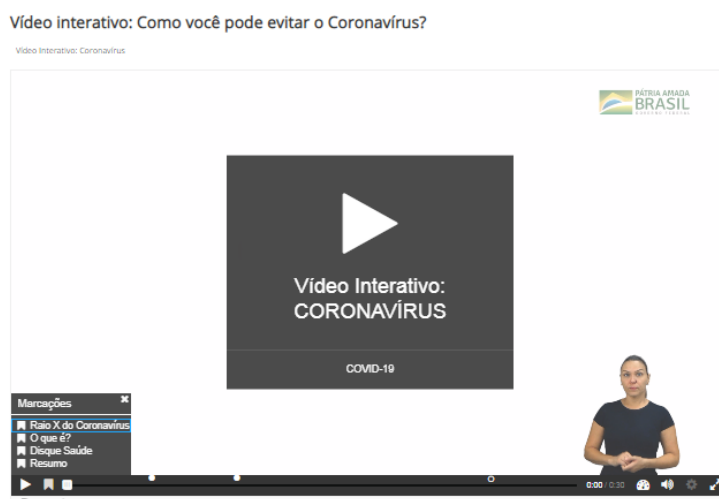 Vídeo interativo: Como você pode evitar o Coronavírus?
Vídeo Interativo: Coronavírus
PÁTRIA AMADA
BRASIL
GOVERNO FEDERAL
Vídeo Interativo:
CORONAVÍRUS
COVID-19
Marcações
Raio X do Coronavírus
O que é?
Disque Saúde
Resumo
0:00 / 0:30